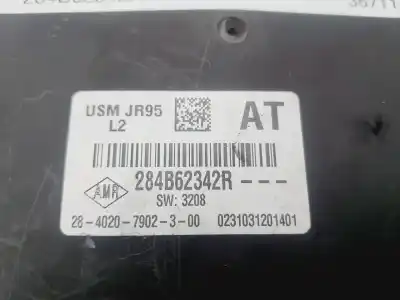 USM JR95
L2
AT
284B62342R - - -
AMR
SW: 3208
28-4020-7902-3-00 0231031201401